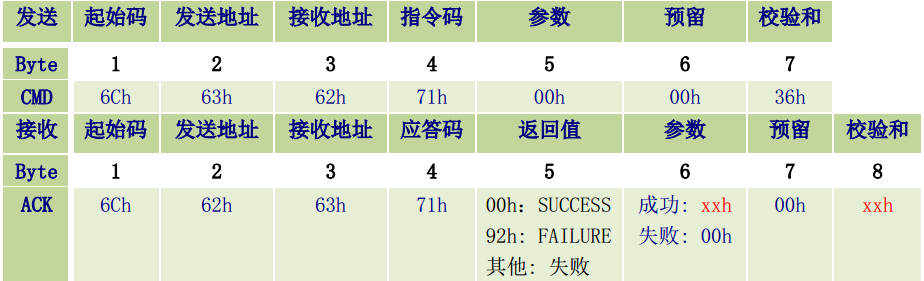 发送 起始码 发送地址 接收地址 指令码 参数 预留 校验和
Byte 1 2 3 4 5 6 7
CMD 6Ch 63h 62h 71h 00h 00h 36h
接收 起始码 发送地址 接收地址 应答码 返回值 参数 预留 校验和
Byte 1 2 3 4 5 6 7 8
ACK 6Ch 62h 63h 71h 00h: SUCCESS 成功: xxh 00h xxh
92h: FAILURE 失败: 00h
其他: 失败